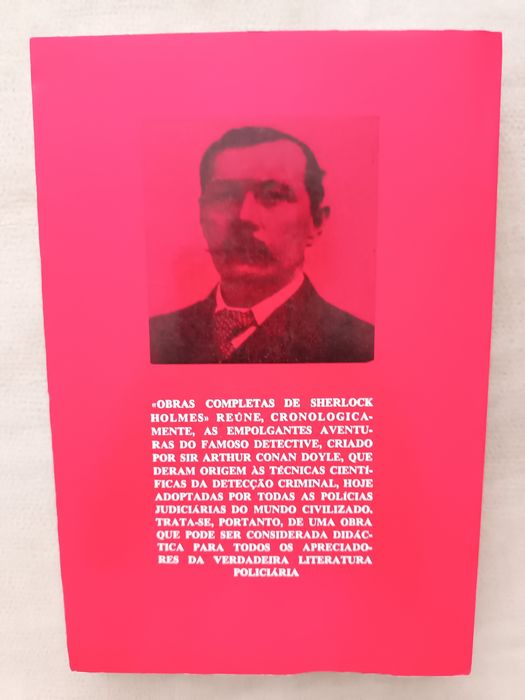 «OBRAS COMPLETAS DE SHERLOCK
HOLMES» REÚNE, CRONOLOGICA-
MENTE, AS EMPOLGANTES AVENTU-
RAS DO FAMOSO DETECTIVE, CRIADO
POR SIR ARTHUR CONAN DOYLE, QUE
DERAM ORIGEM ÀS TÉCNICAS CIENTÍ-
FICAS DA DETECÇÃO CRIMINAL, HOJE
ADOPTADAS POR TODAS AS POLÍCIAS
JUDICIÁRIAS DO MUNDO CIVILIZADO.
TRATA-SE, PORTANTO, DE UMA OBRA
QUE PODE SER CONSIDERADA DIDÁC-
TICA PARA TODOS OS APRECIADO-
RES DA VERDADEIRA LITERATURA
POLICIÁRIA